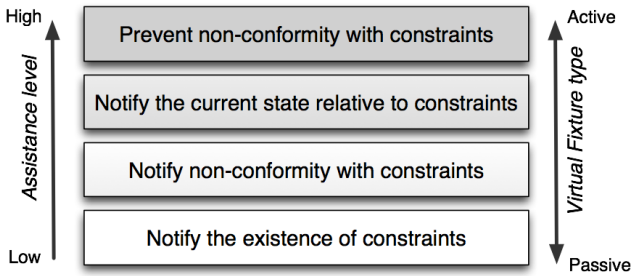 High
Active
Prevent non-conformity with constraints
Notify the current state relative to constraints
Assistance level
Virtual Fixture type
Notify non-conformity with constraints
Notify the existence of constraints
Low
Passive